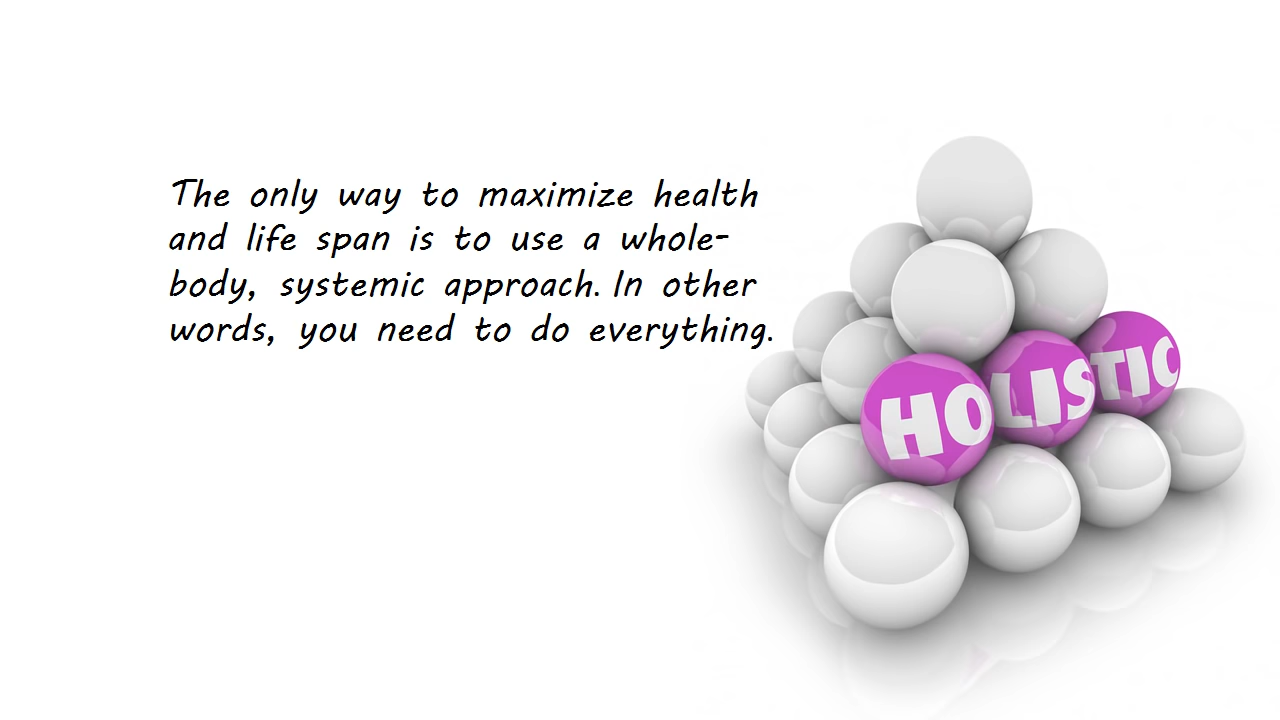 The only way to maximize health
and life span is to use a whole-
body, systemic approach. In other
words, you need to do everything.
HOLISTIC